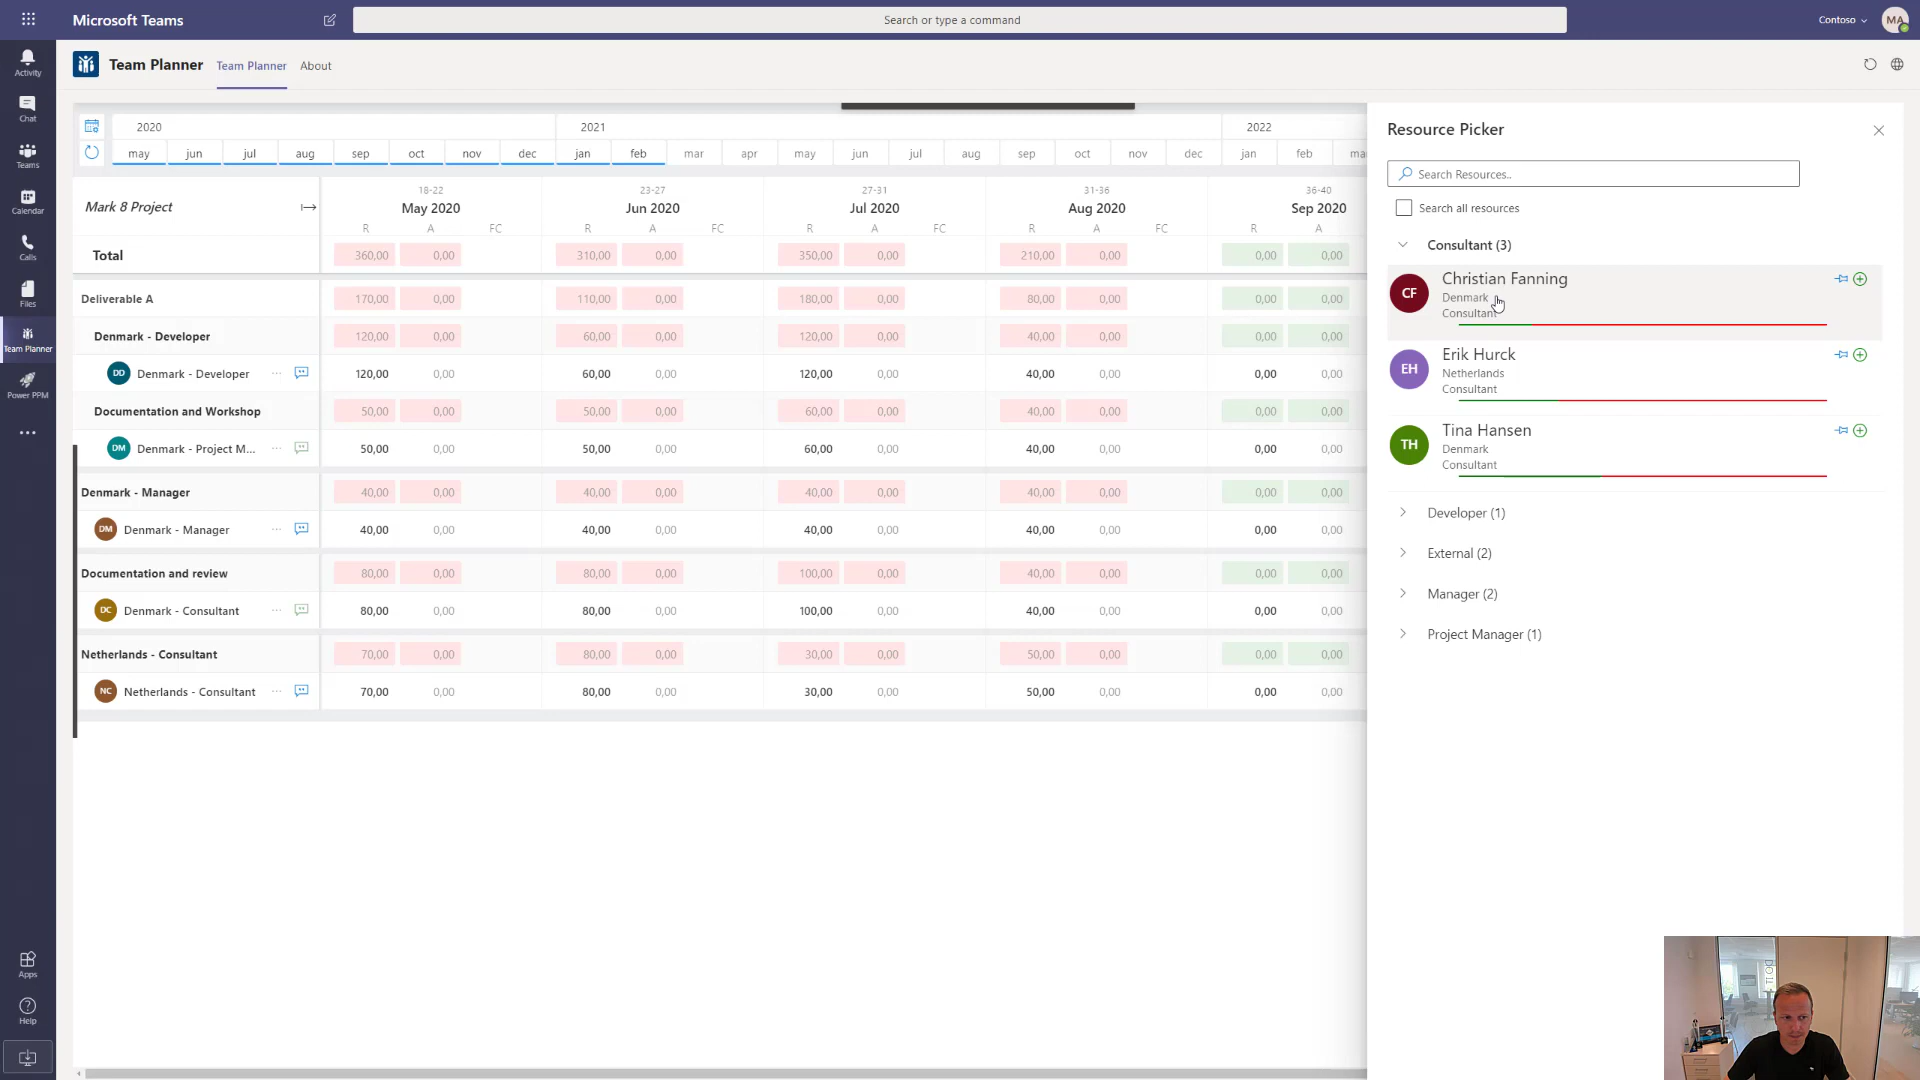 Microsoft Teams
Search or type a command
Contoso
MA
Activity
Chat
Teams
Calendar
Calls
Files
Team Planner
Power PPM
Apps
Help
Team Planner
Team Planner
About
2020
2021
2022
may jun jul aug sep oct nov dec jan feb mar apr may jun jul aug sep oct nov dec jan feb
Mark 8 Project
18-22
23-27
27-31
31-36
36-40
May 2020
Jun 2020
Jul 2020
Aug 2020
Sep 2020
R A FC R A FC R A FC R A FC R A
Total 360,00 0,00 310,00 0,00 350,00 0,00 210,00 0,00 0,00 0,00
Deliverable A 170,00 0,00 110,00 0,00 180,00 0,00 80,00 0,00 0,00 0,00
Denmark - Developer 120,00 0,00 60,00 0,00 120,00 0,00 40,00 0,00 0,00 0,00
DD Denmark - Developer ... 120,00 0,00 60,00 0,00 120,00 0,00 40,00 0,00 0,00 0,00
Documentation and Workshop 50,00 0,00 50,00 0,00 60,00 0,00 40,00 0,00 0,00 0,00
DM Denmark - Project M... ... 50,00 0,00 50,00 0,00 60,00 0,00 40,00 0,00 0,00 0,00
Denmark - Manager 40,00 0,00 40,00 0,00 40,00 0,00 40,00 0,00 0,00 0,00
DM Denmark - Manager ... 40,00 0,00 40,00 0,00 40,00 0,00 40,00 0,00 0,00 0,00
Documentation and review 80,00 0,00 80,00 0,00 100,00 0,00 40,00 0,00 0,00 0,00
DC Denmark - Consultant ... 80,00 0,00 80,00 0,00 100,00 0,00 40,00 0,00 0,00 0,00
Netherlands - Consultant 70,00 0,00 80,00 0,00 30,00 0,00 50,00 0,00 0,00 0,00
NC Netherlands - Consultant ... 70,00 0,00 80,00 0,00 30,00 0,00 50,00 0,00 0,00 0,00
Resource Picker
Search Resources..
Search all resources
Consultant (3)
CF
Christian Fanning
Denmark
Consultant
EH
Erik Hurck
Netherlands
Consultant
TH
Tina Hansen
Denmark
Consultant
Developer (1)
External (2)
Manager (2)
Project Manager (1)